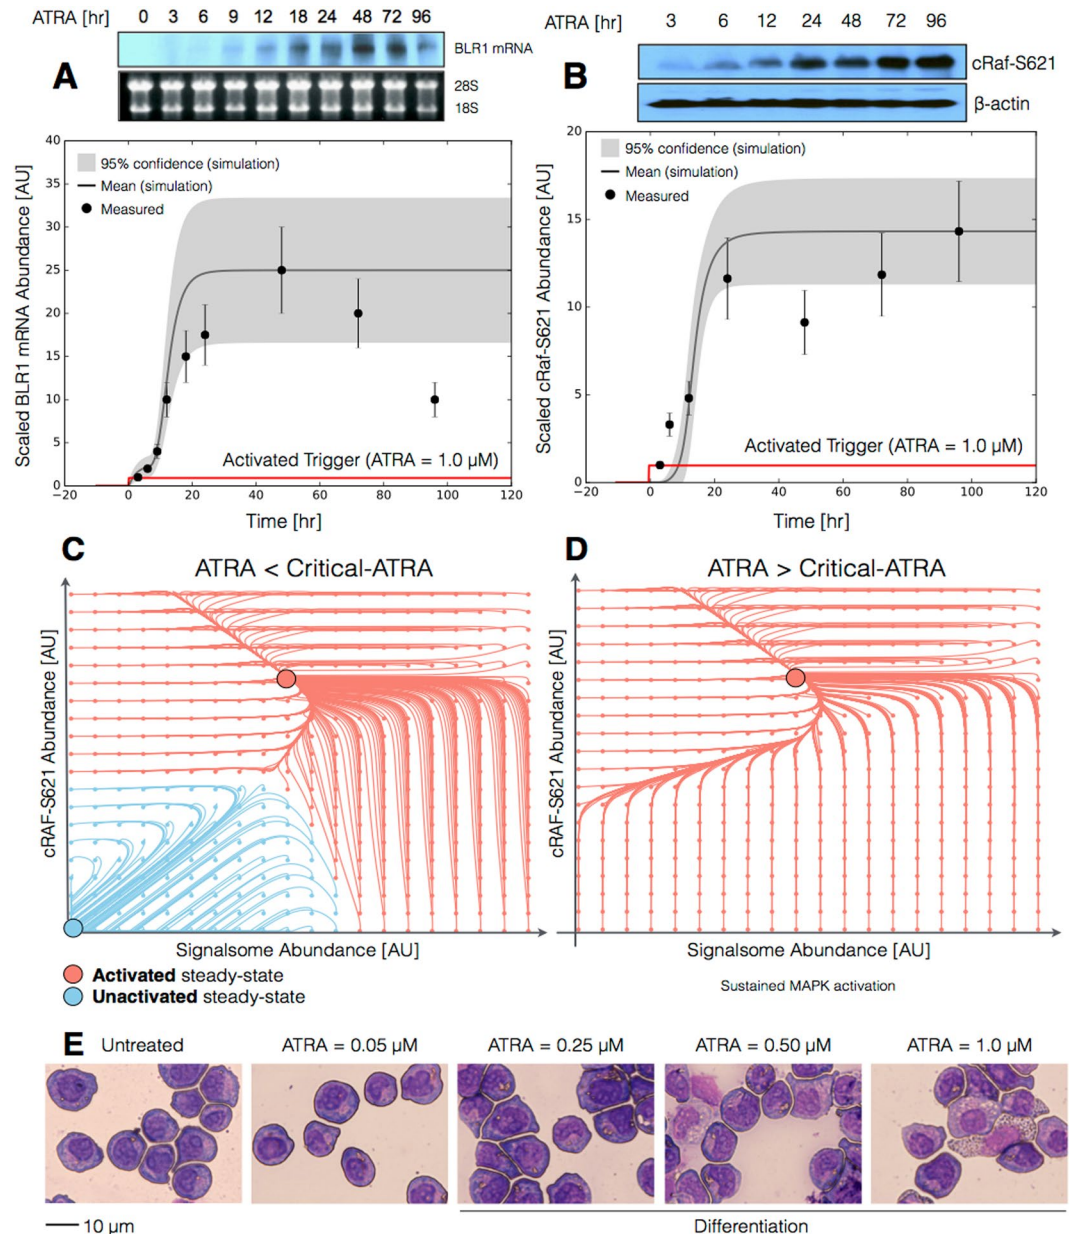 ATRA [hr] 0 3 6 9 12 18 24 48 72 96
BLR1 mRNA
A
28S
18S
40
35
30
25
20
15
10
5
0
Scaled BLR1 mRNA Abundance [AU]
95% confidence (simulation)
Mean (simulation)
Measured
Activated Trigger (ATRA = 1.0 μM)
−20 0 20 40 60 80 100 120
Time [hr]
ATRA [hr] 3 6 12 24 48 72 96
cRaf-S621
B
β-actin
20
15
10
5
0
Scaled cRaf-S621 Abundance [AU]
95% confidence (simulation)
Mean (simulation)
Measured
Activated Trigger (ATRA = 1.0 μM)
−20 0 20 40 60 80 100 120
Time [hr]
C
ATRA < Critical-ATRA
cRAF-S621 Abundance [AU]
Signalsome Abundance [AU]
Activated steady-state
Unactivated steady-state
D
ATRA > Critical-ATRA
cRAF-S621 Abundance [AU]
Signalsome Abundance [AU]
Sustained MAPK activation
E
Untreated
ATRA = 0.05 μM
ATRA = 0.25 μM
ATRA = 0.50 μM
ATRA = 1.0 μM
10 μm
Differentiation